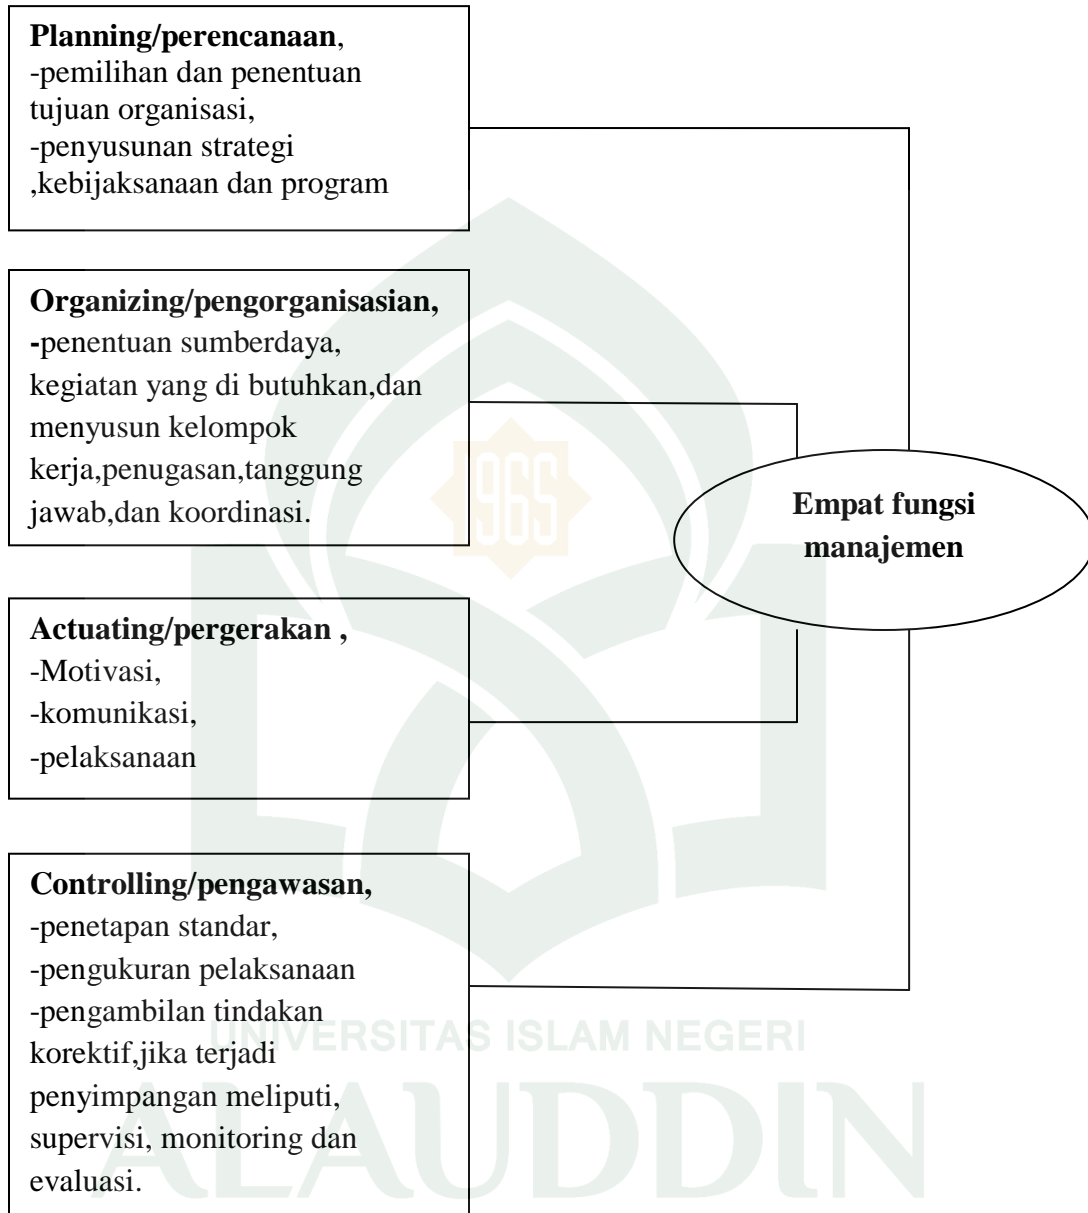 Planning/perencanaan,
-pemilihan dan penentuan
tujuan organisasi,
-penyusunan strategi
,kebijaksanaan dan program
Organizing/pengorganisasian,
-penentuan sumberdaya,
kegiatan yang di butuhkan,dan
menyusun kelompok
kerja,penugasan,tanggung
jawab,dan koordinasi.
Empat fungsi
manajemen
Actuating/pergerakan ,
-Motivasi,
-komunikasi,
-pelaksanaan
Controlling/pengawasan,
-penetapan standar,
-pengukuran pelaksanaan
-pengambilan tindakan
korektif,jika terjadi
penyimpangan meliputi,
supervisi, monitoring dan
evaluasi.
1965
UNIVERSITAS ISLAM NEGERI
ALAUDDIN